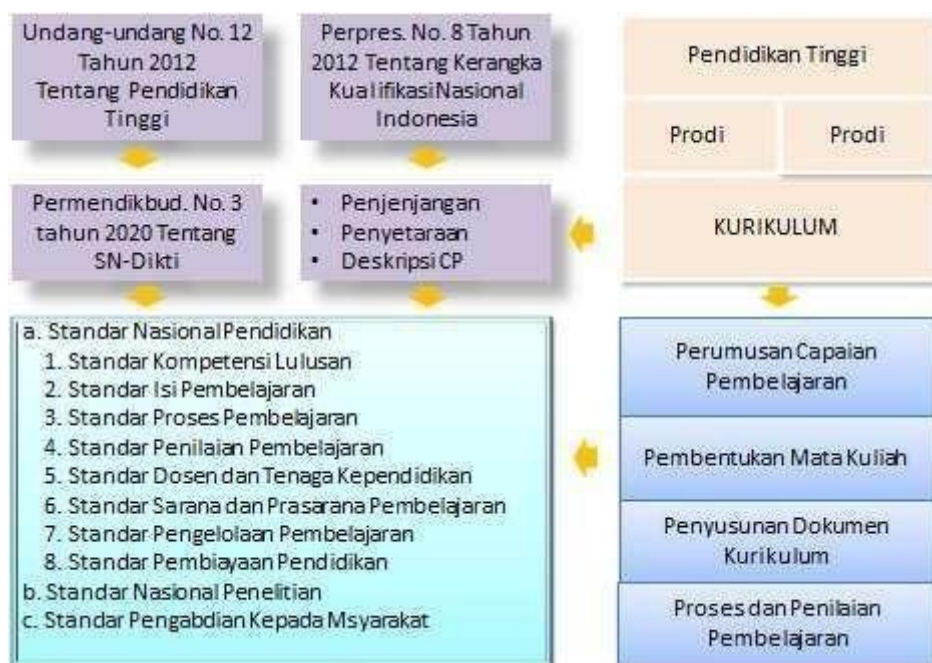 Undang-undang No. 12
Tahun 2012
Tentang Pendidikan
Tinggi
Perpres. No. 8 Tahun
2012 Tentang Kerangka
Kualifikasi Nasional
Indonesia
Pendidikan Tinggi
Prodi
Prodi
Permendikbud. No. 3
tahun 2020 Tentang
SN-Dikti
• Penjenjangan
• Penyetaraan
• Deskripsi CP
KURIKULUM
a. Standar Nasional Pendidikan
1. Standar Kompetensi Lulusan
2. Standar Isi Pembelajaran
3. Standar Proses Pembelajaran
4. Standar Penilaian Pembelajaran
5. Standar Dosen dan Tenaga Kependidikan
6. Standar Sarana dan Prasarana Pembelajaran
7. Standar Pengelolaan Pembelajaran
8. Standar Pembiayaan Pendidikan
b. Standar Nasional Penelitian
c. Standar Pengabdian Kepada Msyarakat
Perumusan Capaian
Pembelajaran
Pembentukan Mata Kuliah
Penyusunan Dokumen
Kurikulum
Proses dan Penilaian
Pembelajaran